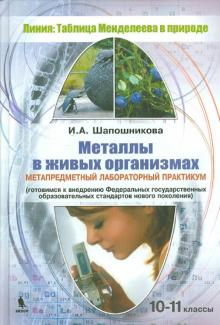 Линия: Таблица Менделеева в природе
И.А. Шапошникова
Металлы
в живых организмах
МЕТАПРЕДМЕТНЫЙ ЛАБОРАТОРНЫЙ ПРАКТИКУМ
(готовимся к внедрению Федеральных государственных
образовательных стандартов нового поколения)
10-11 классы
БИНОМ